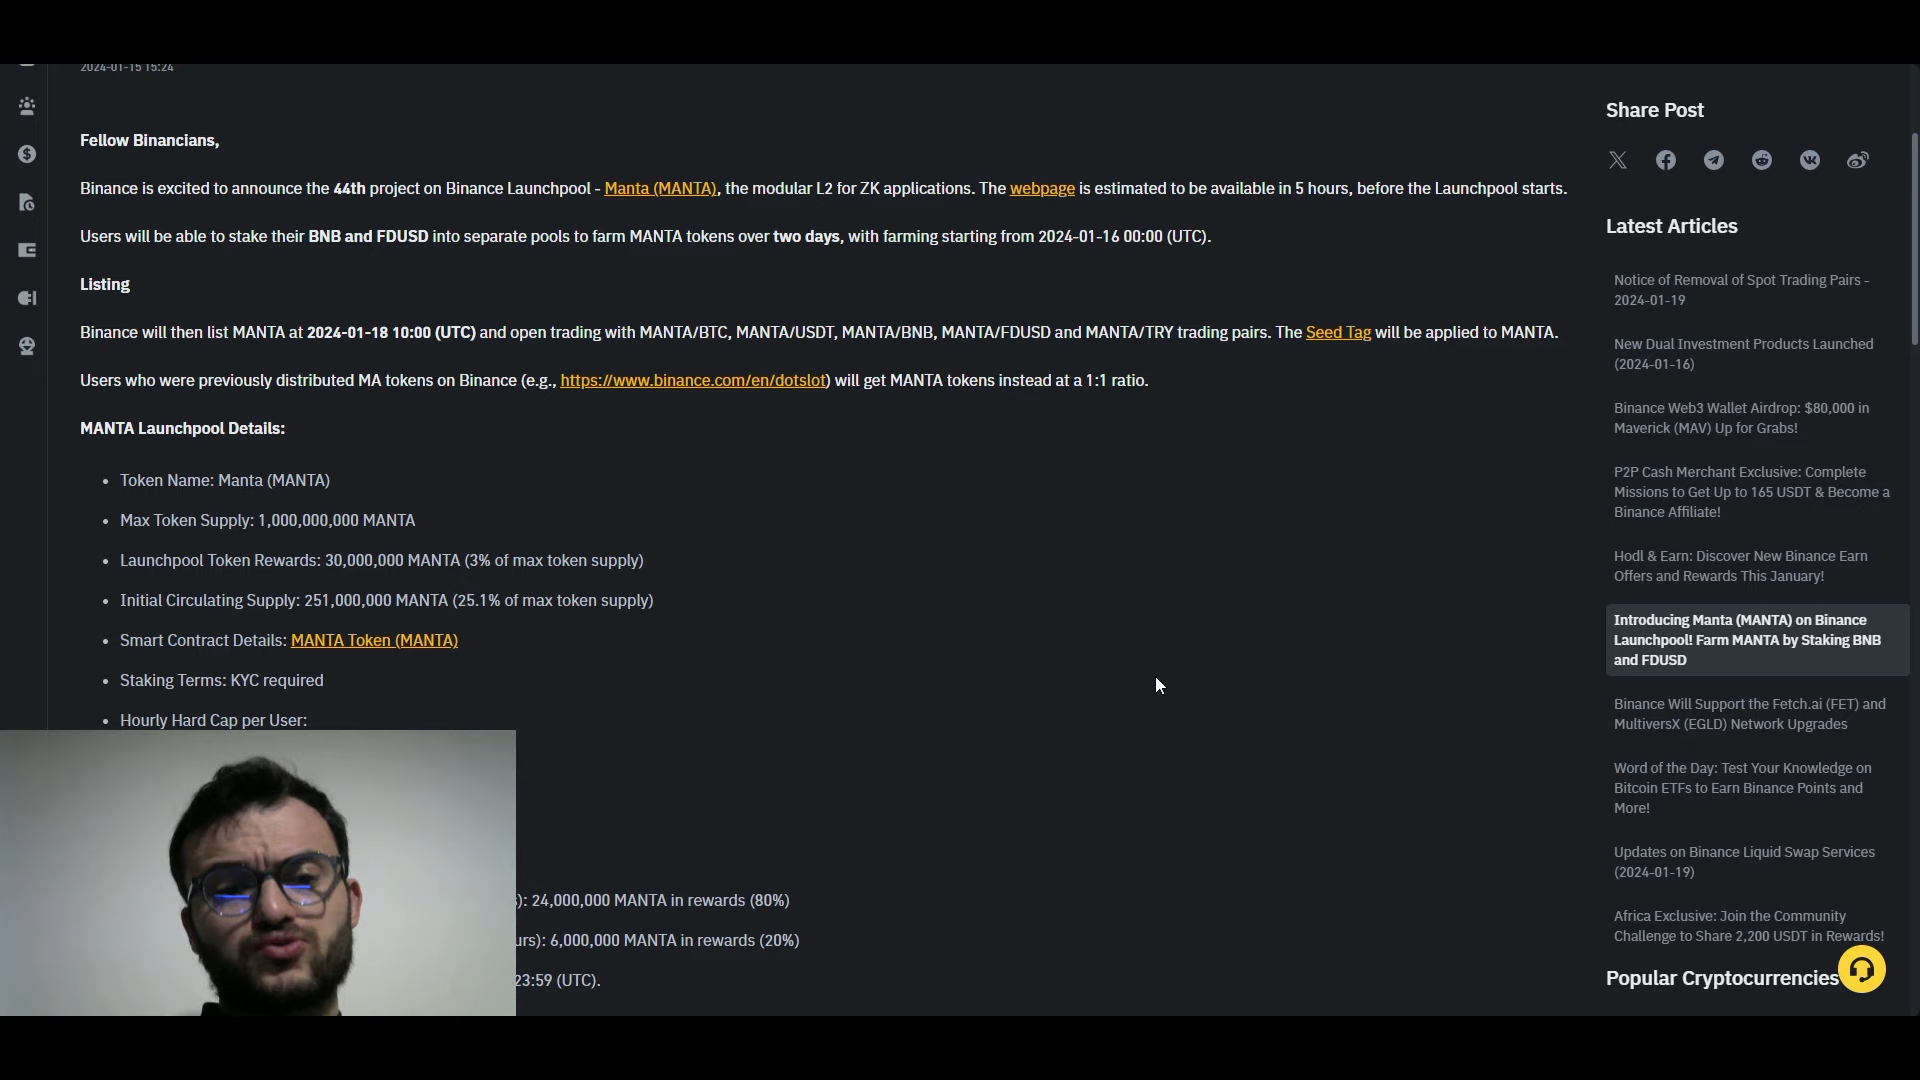 2024-01-15 15:24
Fellow Binancians,
Binance is excited to announce the 44th project on Binance Launchpool - Manta (MANTA), the modular L2 for ZK applications. The webpage is estimated to be available in 5 hours, before the Launchpool starts.
Users will be able to stake their BNB and FDUSD into separate pools to farm MANTA tokens over two days, with farming starting from 2024-01-16 00:00 (UTC).
Listing
Binance will then list MANTA at 2024-01-18 10:00 (UTC) and open trading with MANTA/BTC, MANTA/USDT, MANTA/BNB, MANTA/FDUSD and MANTA/TRY trading pairs. The Seed Tag will be applied to MANTA.
Users who were previously distributed MA tokens on Binance (e.g., https://www.binance.com/en/dotslot) will get MANTA tokens instead at a 1:1 ratio.
MANTA Launchpool Details:
• Token Name: Manta (MANTA)
• Max Token Supply: 1,000,000,000 MANTA
• Launchpool Token Rewards: 30,000,000 MANTA (3% of max token supply)
• Initial Circulating Supply: 251,000,000 MANTA (25.1% of max token supply)
• Smart Contract Details: MANTA Token (MANTA)
• Staking Terms: KYC required
• Hourly Hard Cap per User:
): 24,000,000 MANTA in rewards (80%)
urs): 6,000,000 MANTA in rewards (20%)
23:59 (UTC).
Share Post
Latest Articles
Notice of Removal of Spot Trading Pairs -
2024-01-19
New Dual Investment Products Launched
(2024-01-16)
Binance Web3 Wallet Airdrop: $80,000 in
Maverick (MAV) Up for Grabs!
P2P Cash Merchant Exclusive: Complete
Missions to Get Up to 165 USDT & Become a
Binance Affiliate!
Hodl & Earn: Discover New Binance Earn
Offers and Rewards This January!
Introducing Manta (MANTA) on Binance
Launchpool! Farm MANTA by Staking BNB
and FDUSD
Binance Will Support the Fetch.ai (FET) and
MultiversX (EGLD) Network Upgrades
Word of the Day: Test Your Knowledge on
Bitcoin ETFs to Earn Binance Points and
More!
Updates on Binance Liquid Swap Services
(2024-01-19)
Africa Exclusive: Join the Community
Challenge to Share 2,200 USDT in Rewards!
Popular Cryptocurrencies